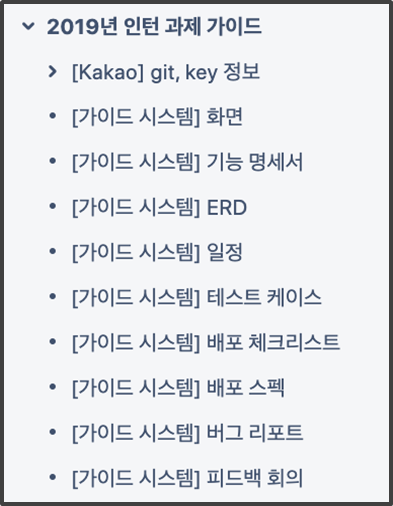 2019년 인턴 과제 가이드
[Kakao] git, key 정보
[가이드 시스템] 화면
[가이드 시스템] 기능 명세서
[가이드 시스템] ERD
[가이드 시스템] 일정
[가이드 시스템] 테스트 케이스
[가이드 시스템] 배포 체크리스트
[가이드 시스템] 배포 스펙
[가이드 시스템] 버그 리포트
[가이드 시스템] 피드백 회의